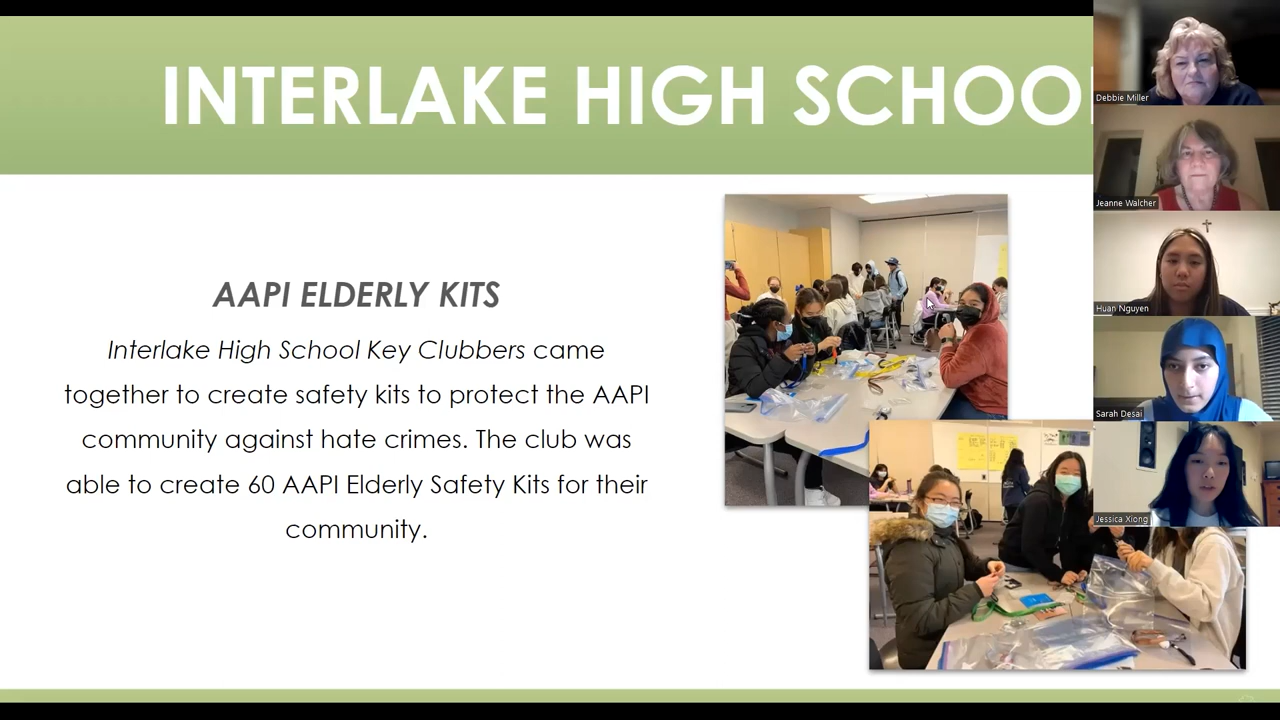 INTERLAKE HIGH SCHOO
AAPI ELDERLY KITS
Interlake High School Key Clubbers came
together to create safety kits to protect the AAPI
community against hate crimes. The club was
able to create 60 AAPI Elderly Safety Kits for their
community.
Debbie Miller
Jeanne Walcher
Huan Nguyen
Sarah Desai
Jessica Xiong